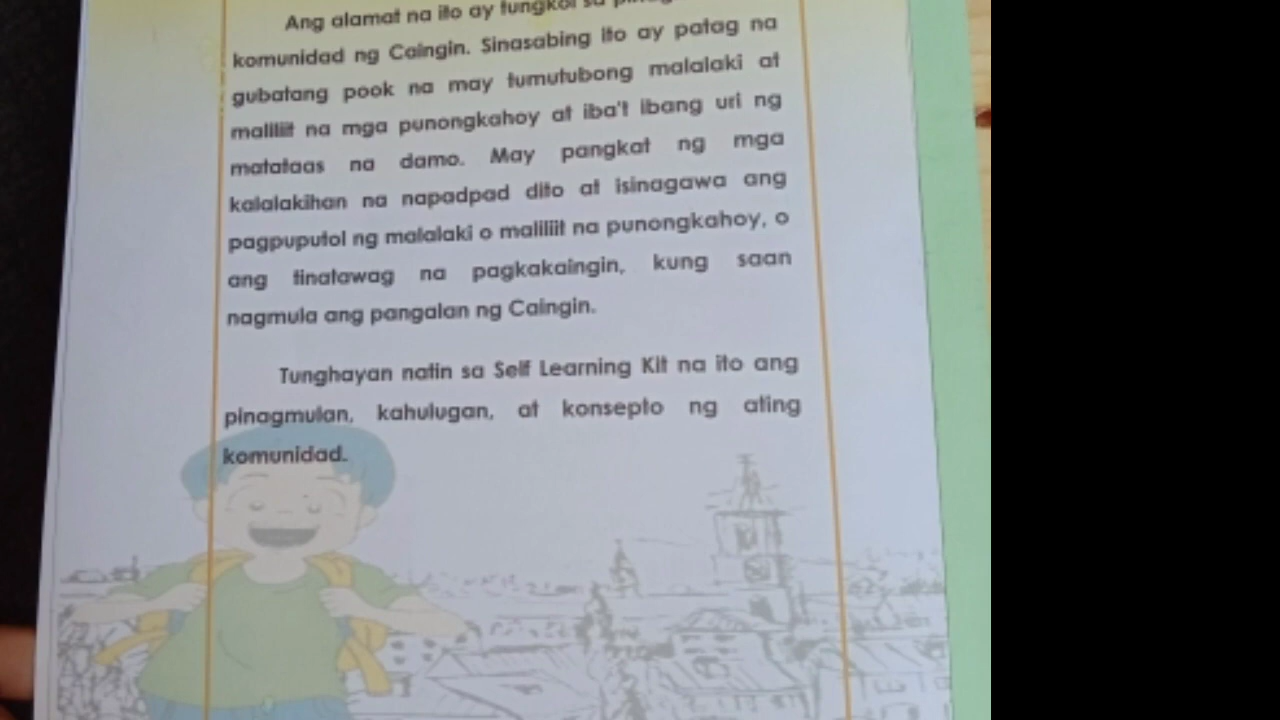 Ang alamat na ito ay tungkol sa
komunidad ng Caingin. Sinasabing ito ay patag na
gubatang pook na may tumutubong malalaki at
maliliit na mga punongkahoy at iba't ibang uri ng
matataas na damo. May pangkat ng mga
kalalakihan na napadpad dito at isinagawa ang
pagpuputol ng malalaki o maliliit na punongkahoy, o
ang tinatawag na pagkakaingin, kung saan
nagmula ang pangalan ng Caingin.
Tunghayan natin sa Self Learning Kit na ito ang
pinagmulan, kahulugan, at konsepto ng ating
komunidad.